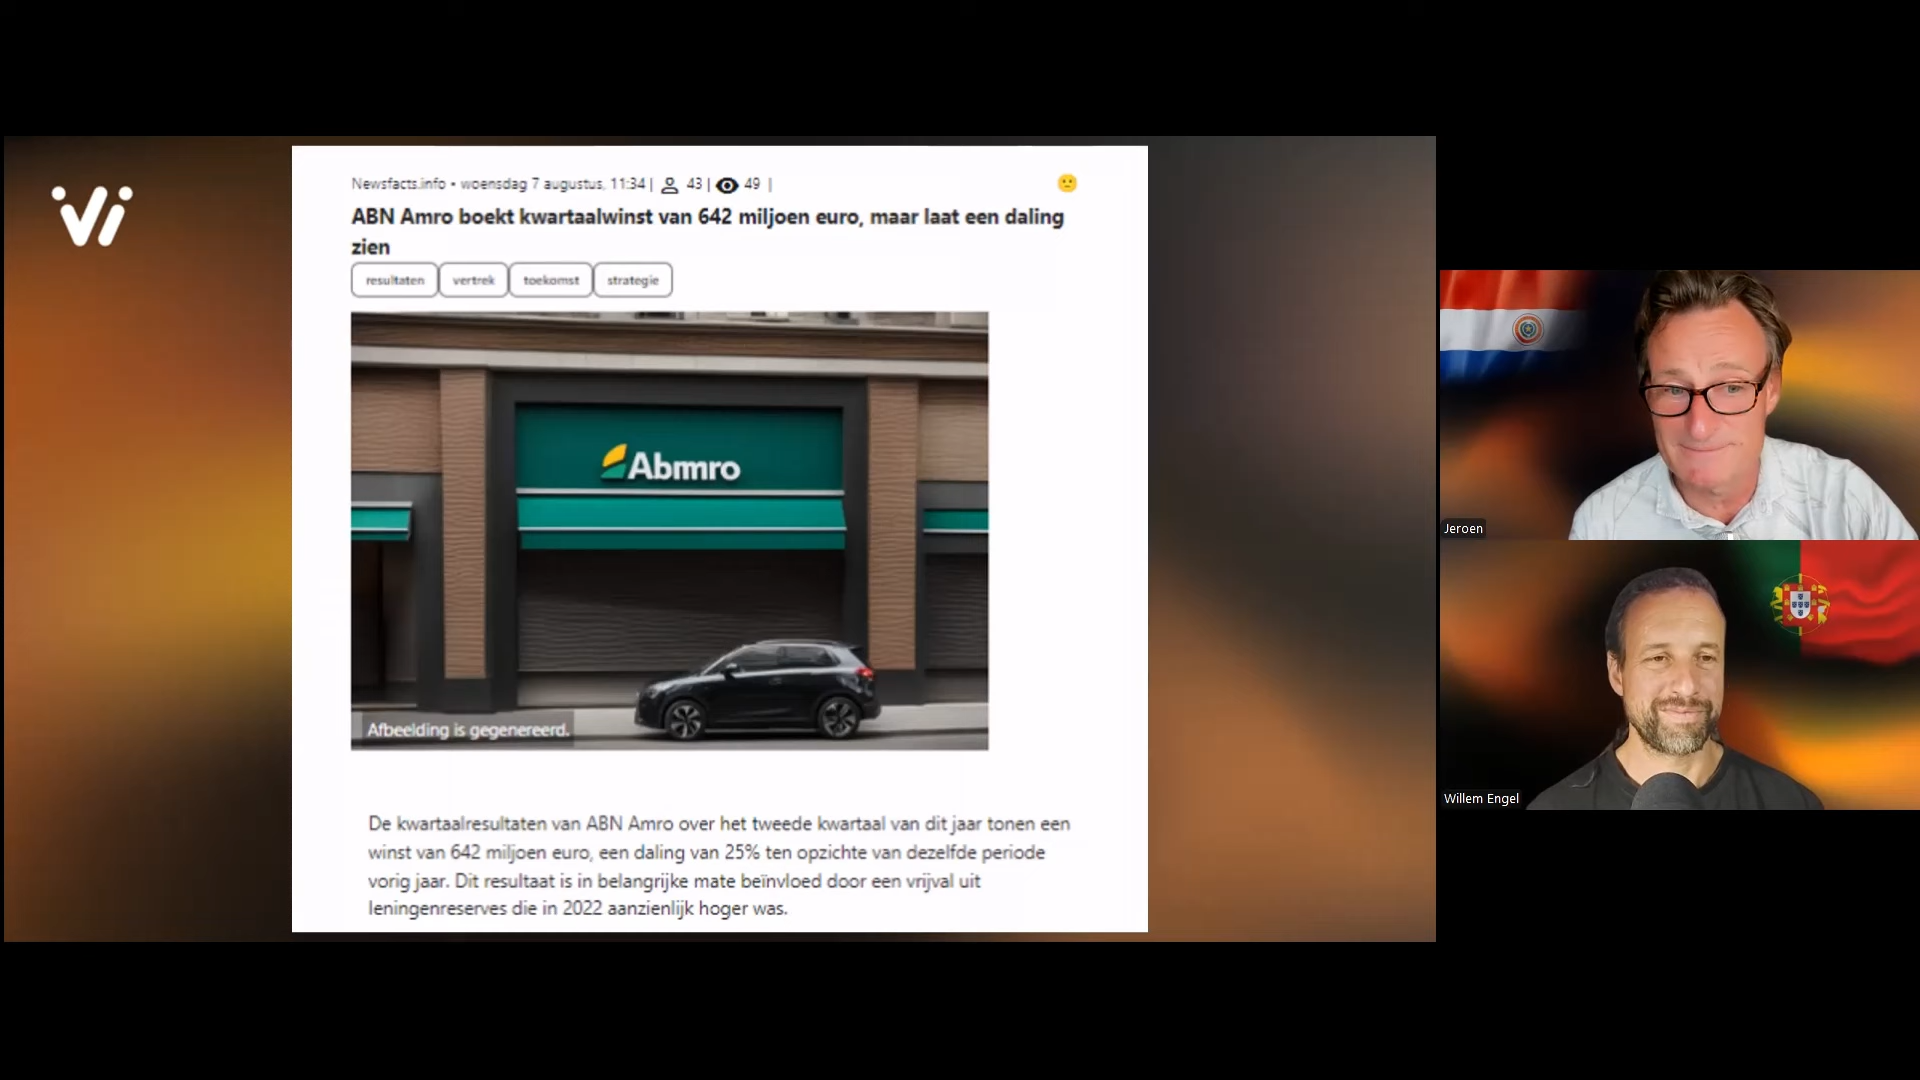 Vi
Newsfacts.info • woensdag 7 augustus, 11:34 | 43 | 49 |
ABN Amro boekt kwartaalwinst van 642 miljoen euro, maar laat een daling
zien
resultaten vertrek toekomst strategie
Abmro
Afbeelding is gegenereerd.
De kwartaalresultaten van ABN Amro over het tweede kwartaal van dit jaar tonen een
winst van 642 miljoen euro, een daling van 25% ten opzichte van dezelfde periode
vorig jaar. Dit resultaat is in belangrijke mate beïnvloed door een vrijval uit
leningenreserves die in 2022 aanzienlijk hoger was.
Jeroen
Willem Engel